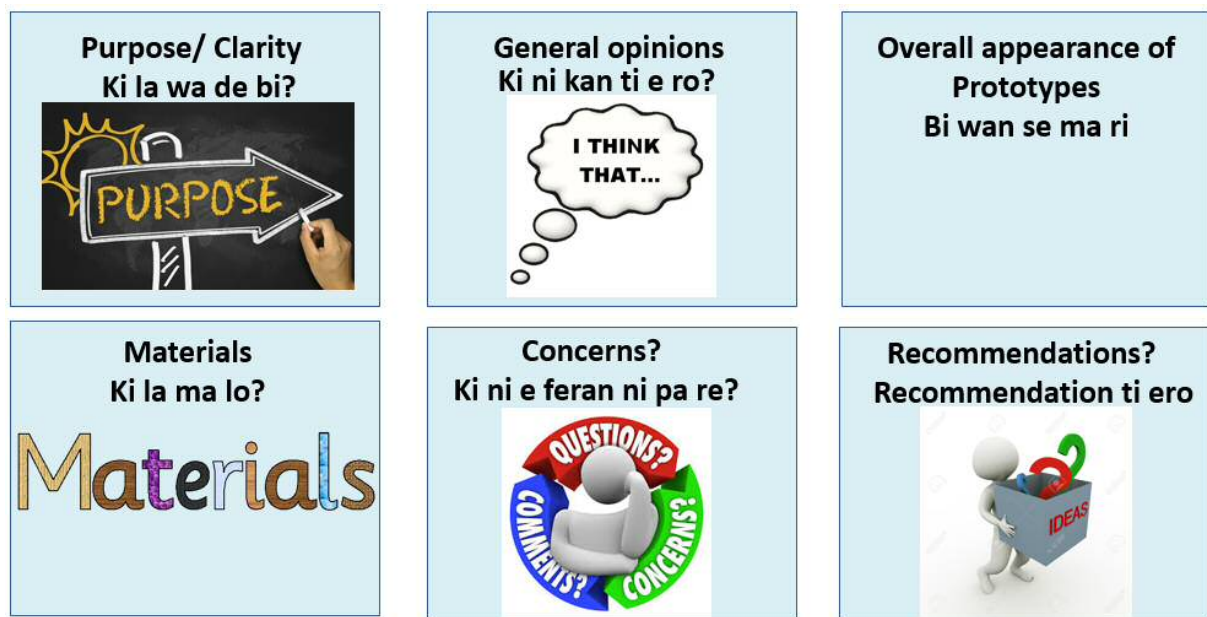 Purpose/ Clarity
Ki la wa de bi?
PURPOSE
General opinions
Ki ni kan ti e ro?
I THINK
THAT...
Overall appearance of
Prototypes
Bi wan se ma ri
Materials
Ki la ma lo?
Materials
Concerns?
Ki ni e feran ni pa re?
QUESTIONS?
COMMENTS?
CONCERNS?
Recommendations?
Recommendation ti ero
IDEAS